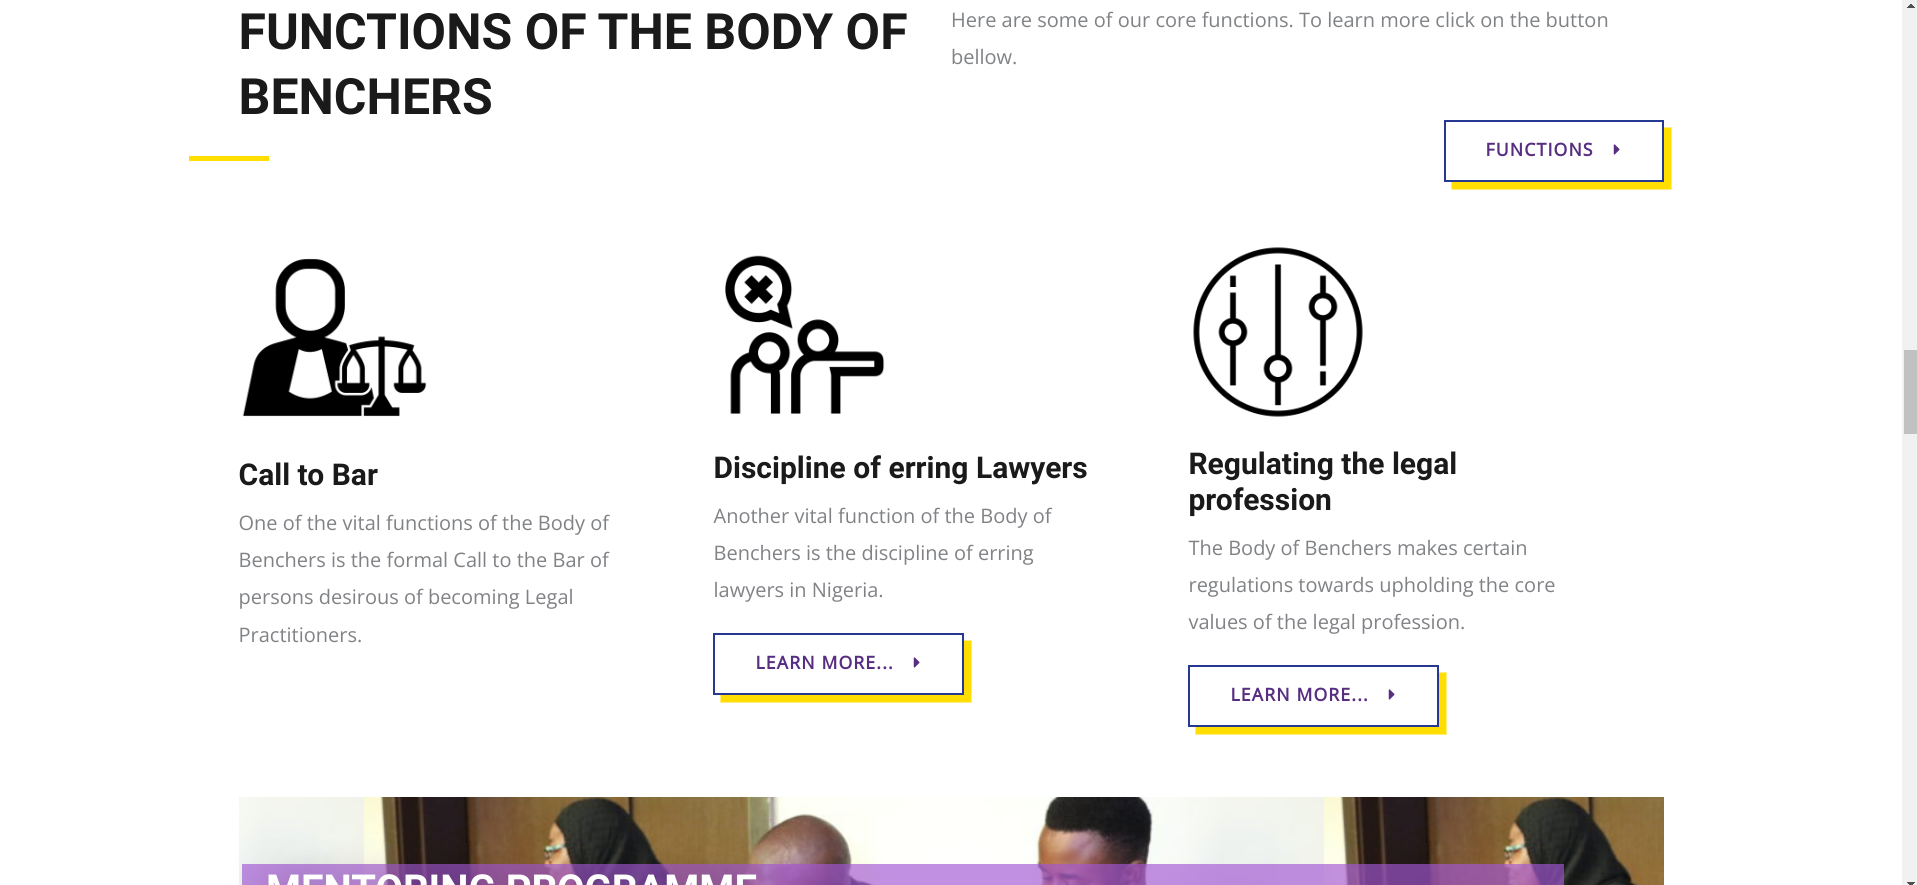 FUNCTIONS OF THE BODY OF
BENCHERS
Here are some of our core functions. To learn more click on the button
bellow.
FUNCTIONS
Call to Bar
One of the vital functions of the Body of
Benchers is the formal Call to the Bar of
persons desirous of becoming Legal
Practitioners.
Discipline of erring Lawyers
Another vital function of the Body of
Benchers is the discipline of erring
lawyers in Nigeria.
LEARN MORE...
Regulating the legal
profession
The Body of Benchers makes certain
regulations towards upholding the core
values of the legal profession.
LEARN MORE...
MENTORING PROGRAMME